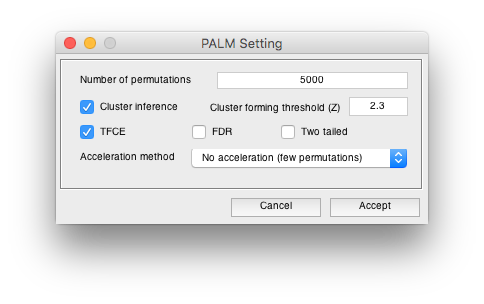 PALM Setting
Number of permutations 5000
Cluster inference Cluster forming threshold (Z) 2.3
TFCE FDR Two tailed
Acceleration method No acceleration (few permutations)
Cancel Accept